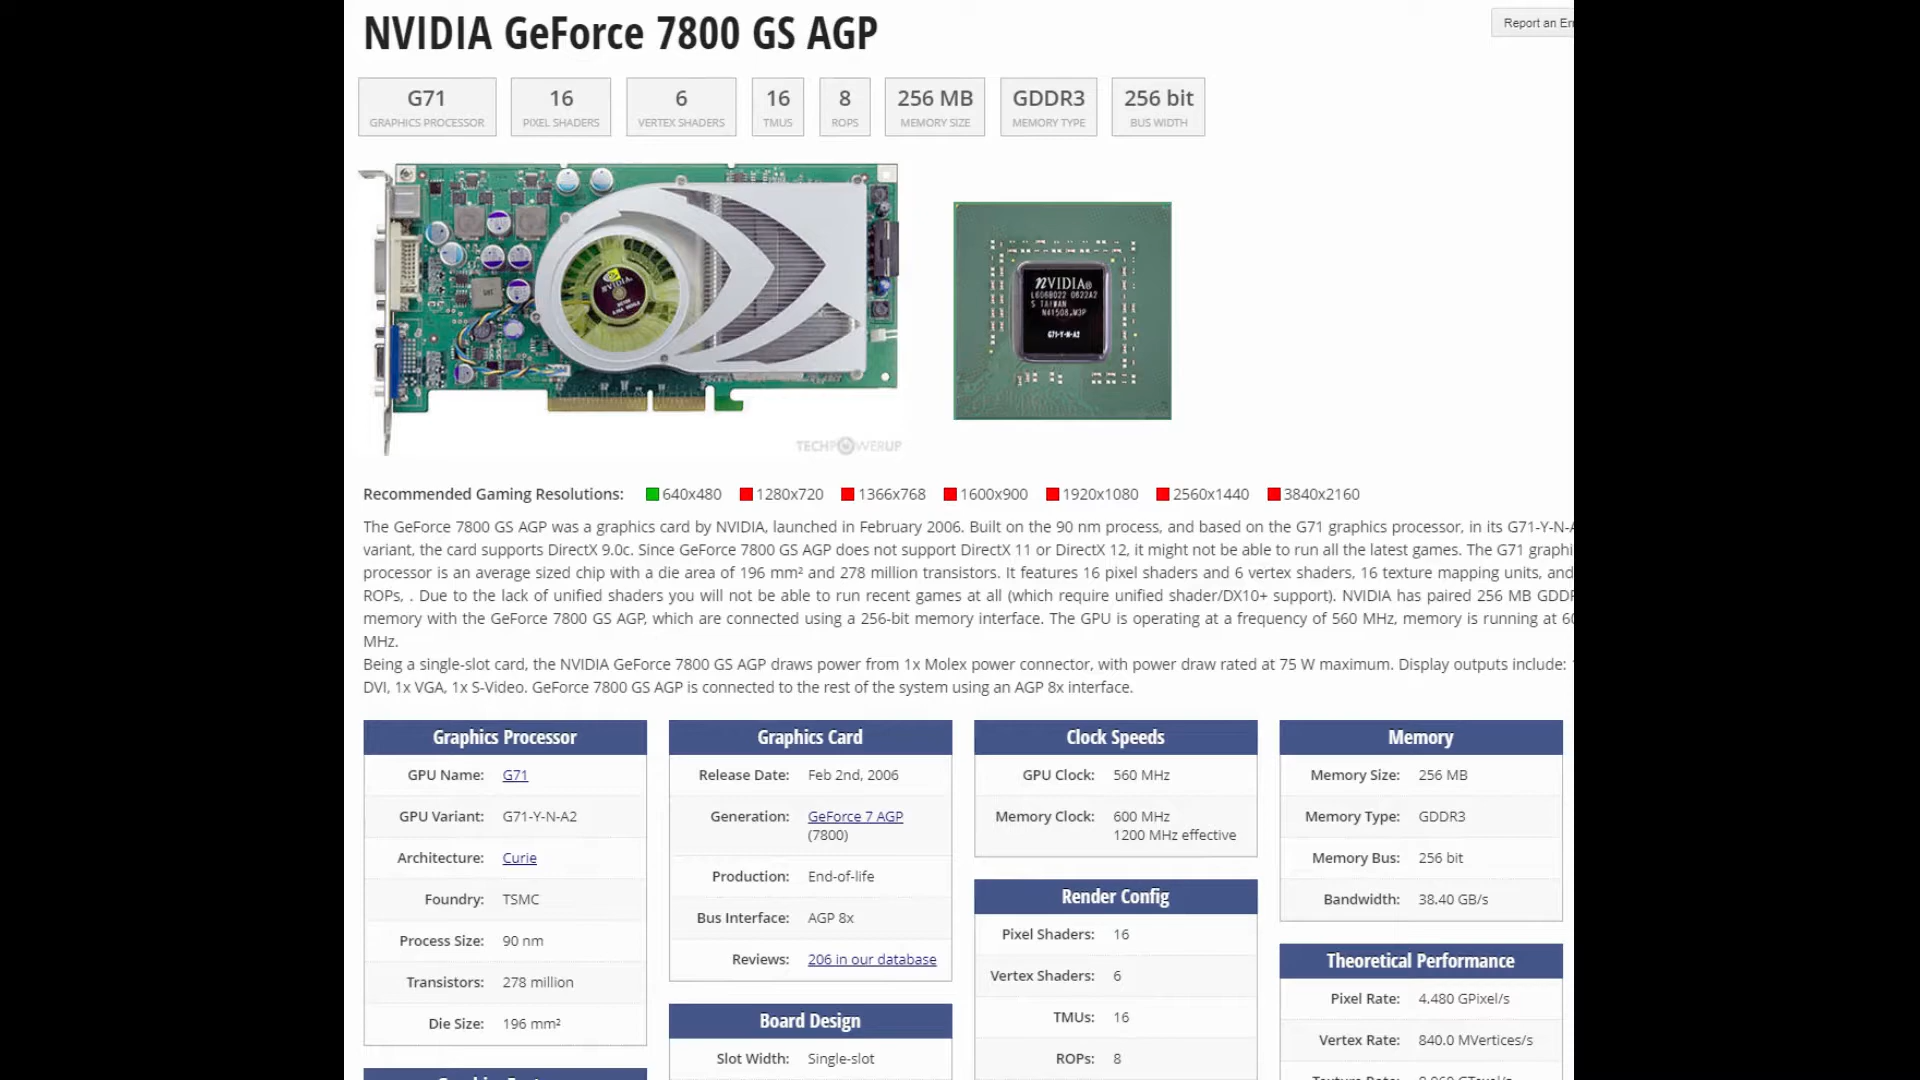 NVIDIA GeForce 7800 GS AGP
Report an Er
G71
GRAPHICS PROCESSOR
16
PIXEL SHADERS
6
VERTEX SHADERS
16
TMUS
8
ROPS
256 MB
MEMORY SIZE
GDDR3
MEMORY TYPE
256 bit
BUS WIDTH
NVIDIA
TECHPOWERUP
NVIDIA
S TAIWAN
G71-Y-N-A2
Recommended Gaming Resolutions: 640x480 1280x720 1366x768 1600x900 1920x1080 2560x1440 3840x2160
The GeForce 7800 GS AGP was a graphics card by NVIDIA, launched in February 2006. Built on the 90 nm process, and based on the G71 graphics processor, in its G71-Y-N-A
variant, the card supports DirectX 9.0c. Since GeForce 7800 GS AGP does not support DirectX 11 or DirectX 12, it might not be able to run all the latest games. The G71 graphi
processor is an average sized chip with a die area of 196 mm² and 278 million transistors. It features 16 pixel shaders and 6 vertex shaders, 16 texture mapping units, and
ROPs, . Due to the lack of unified shaders you will not be able to run recent games at all (which require unified shader/DX10+ support). NVIDIA has paired 256 MB GDDR
memory with the GeForce 7800 GS AGP, which are connected using a 256-bit memory interface. The GPU is operating at a frequency of 560 MHz, memory is running at 60
MHz.
Being a single-slot card, the NVIDIA GeForce 7800 GS AGP draws power from 1x Molex power connector, with power draw rated at 75 W maximum. Display outputs include:
DVI, 1x VGA, 1x S-Video. GeForce 7800 GS AGP is connected to the rest of the system using an AGP 8x interface.
Graphics Processor
GPU Name: G71
GPU Variant: G71-Y-N-A2
Architecture: Curie
Foundry: TSMC
Process Size: 90 nm
Transistors: 278 million
Die Size: 196 mm²
Graphics Card
Release Date: Feb 2nd, 2006
Generation: GeForce 7 AGP
(7800)
Production: End-of-life
Bus Interface: AGP 8x
Reviews: 206 in our database
Board Design
Slot Width: Single-slot
Clock Speeds
GPU Clock: 560 MHz
Memory Clock: 600 MHz
1200 MHz effective
Render Config
Pixel Shaders: 16
Vertex Shaders: 6
TMUs: 16
ROPs: 8
Memory
Memory Size: 256 MB
Memory Type: GDDR3
Memory Bus: 256 bit
Bandwidth: 38.40 GB/s
Theoretical Performance
Pixel Rate: 4.480 GPixel/s
Vertex Rate: 840.0 MVertices/s